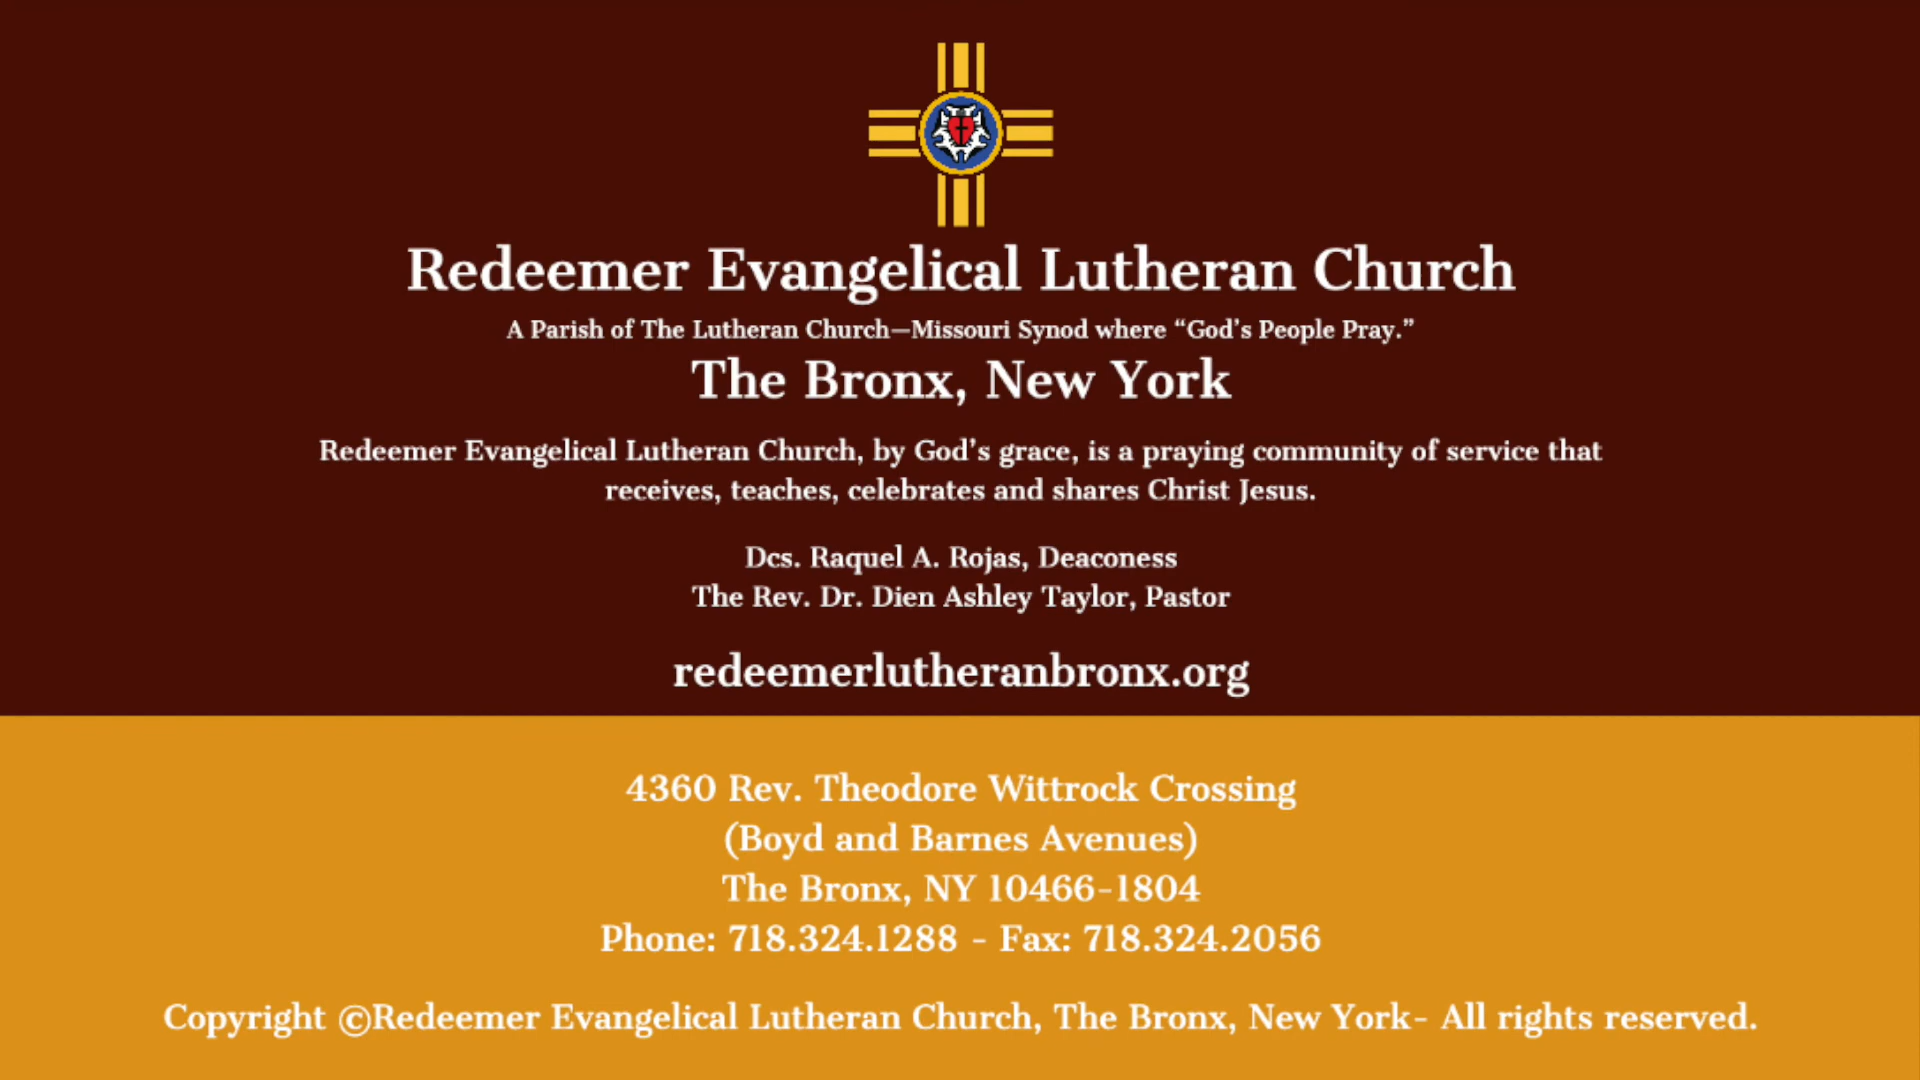 Redeemer Evangelical Lutheran Church
A Parish of The Lutheran Church—Missouri Synod where “God’s People Pray.”
The Bronx, New York
Redeemer Evangelical Lutheran Church, by God’s grace, is a praying community of service that
receives, teaches, celebrates and shares Christ Jesus.
Dcs. Raquel A. Rojas, Deaconess
The Rev. Dr. Dien Ashley Taylor, Pastor
redeemerlutheranbronx.org
4360 Rev. Theodore Wittrock Crossing
(Boyd and Barnes Avenues)
The Bronx, NY 10466-1804
Phone: 718.324.1288 - Fax: 718.324.2056
Copyright ©Redeemer Evangelical Lutheran Church, The Bronx, New York- All rights reserved.